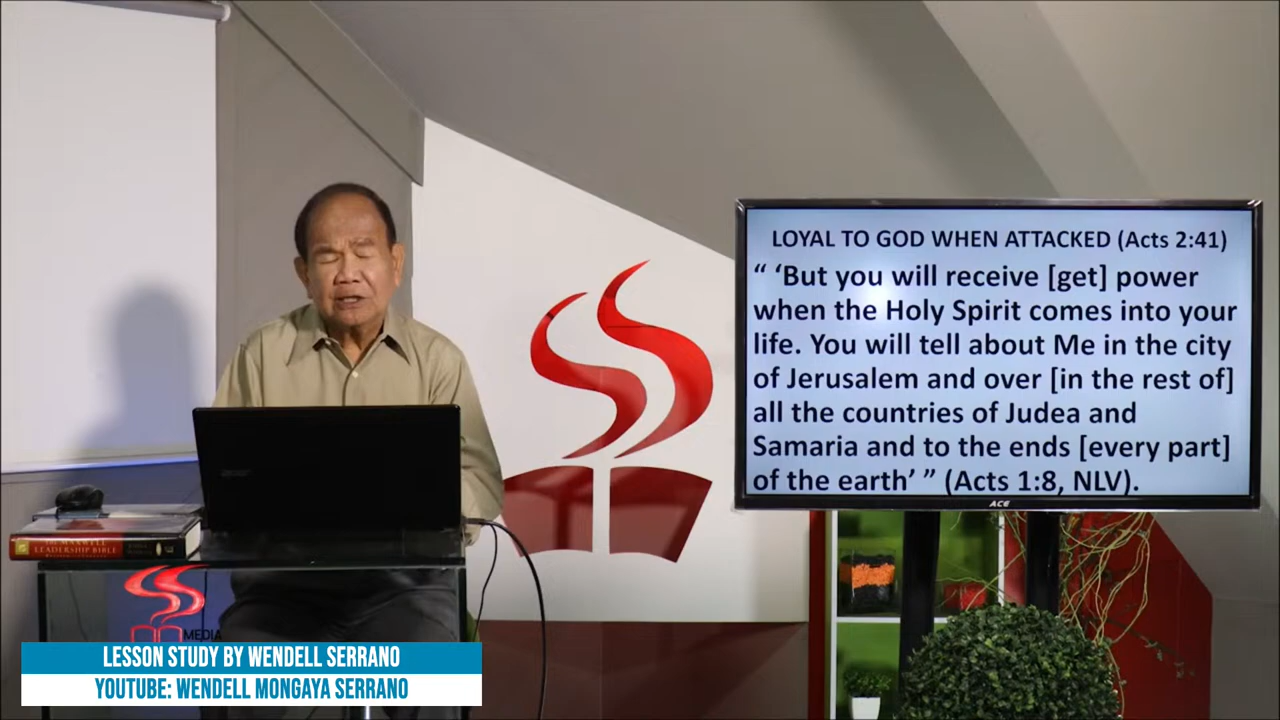 LOYAL TO GOD WHEN ATTACKED (Acts 2:41)
“ ‘But you will receive [get] power
when the Holy Spirit comes into your
life. You will tell about Me in the city
of Jerusalem and over [in the rest of]
all the countries of Judea and
Samaria and to the ends [every part]
of the earth’ ” (Acts 1:8, NLV).
ACE
THE MAXWELL
LEADERSHIP BIBLE
MEDIA
LESSON STUDY BY WENDELL SERRANO
YOUTUBE: WENDELL MONGAYA SERRANO